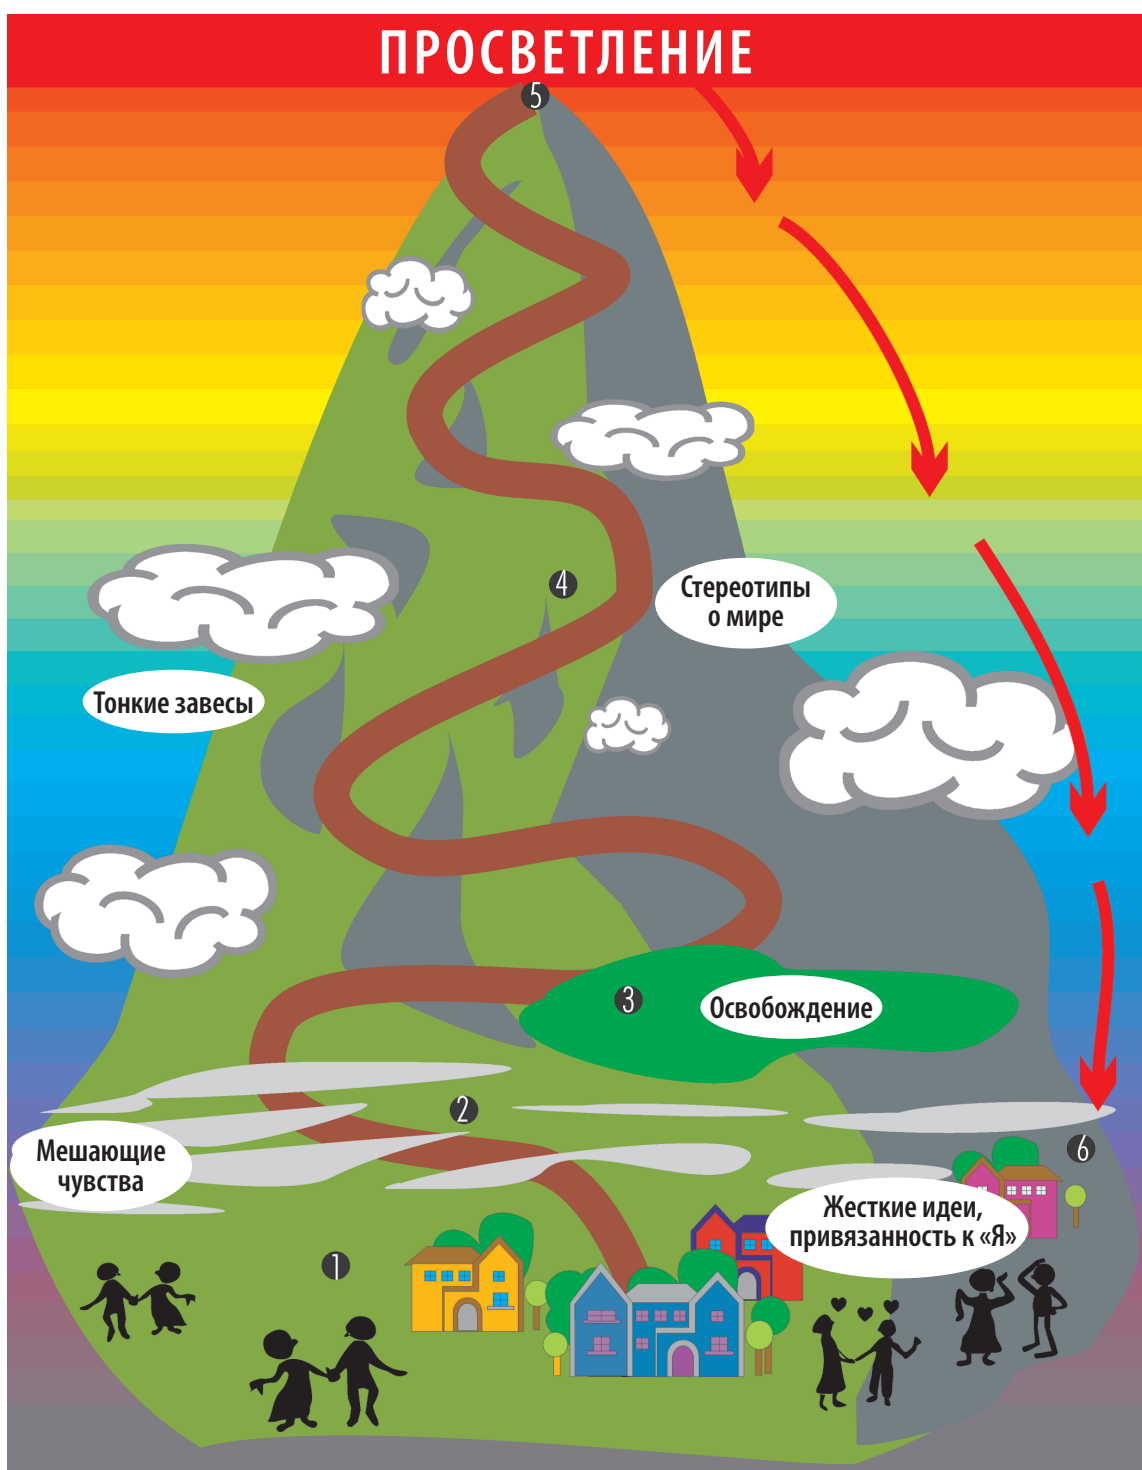 ПРОСВЕТЛЕНИЕ
5
4
Стереотипы
о мире
Тонкие завесы
3
Освобождение
2
Мешающие
чувства
6
Жесткие идеи,
привязанность к «Я»
1